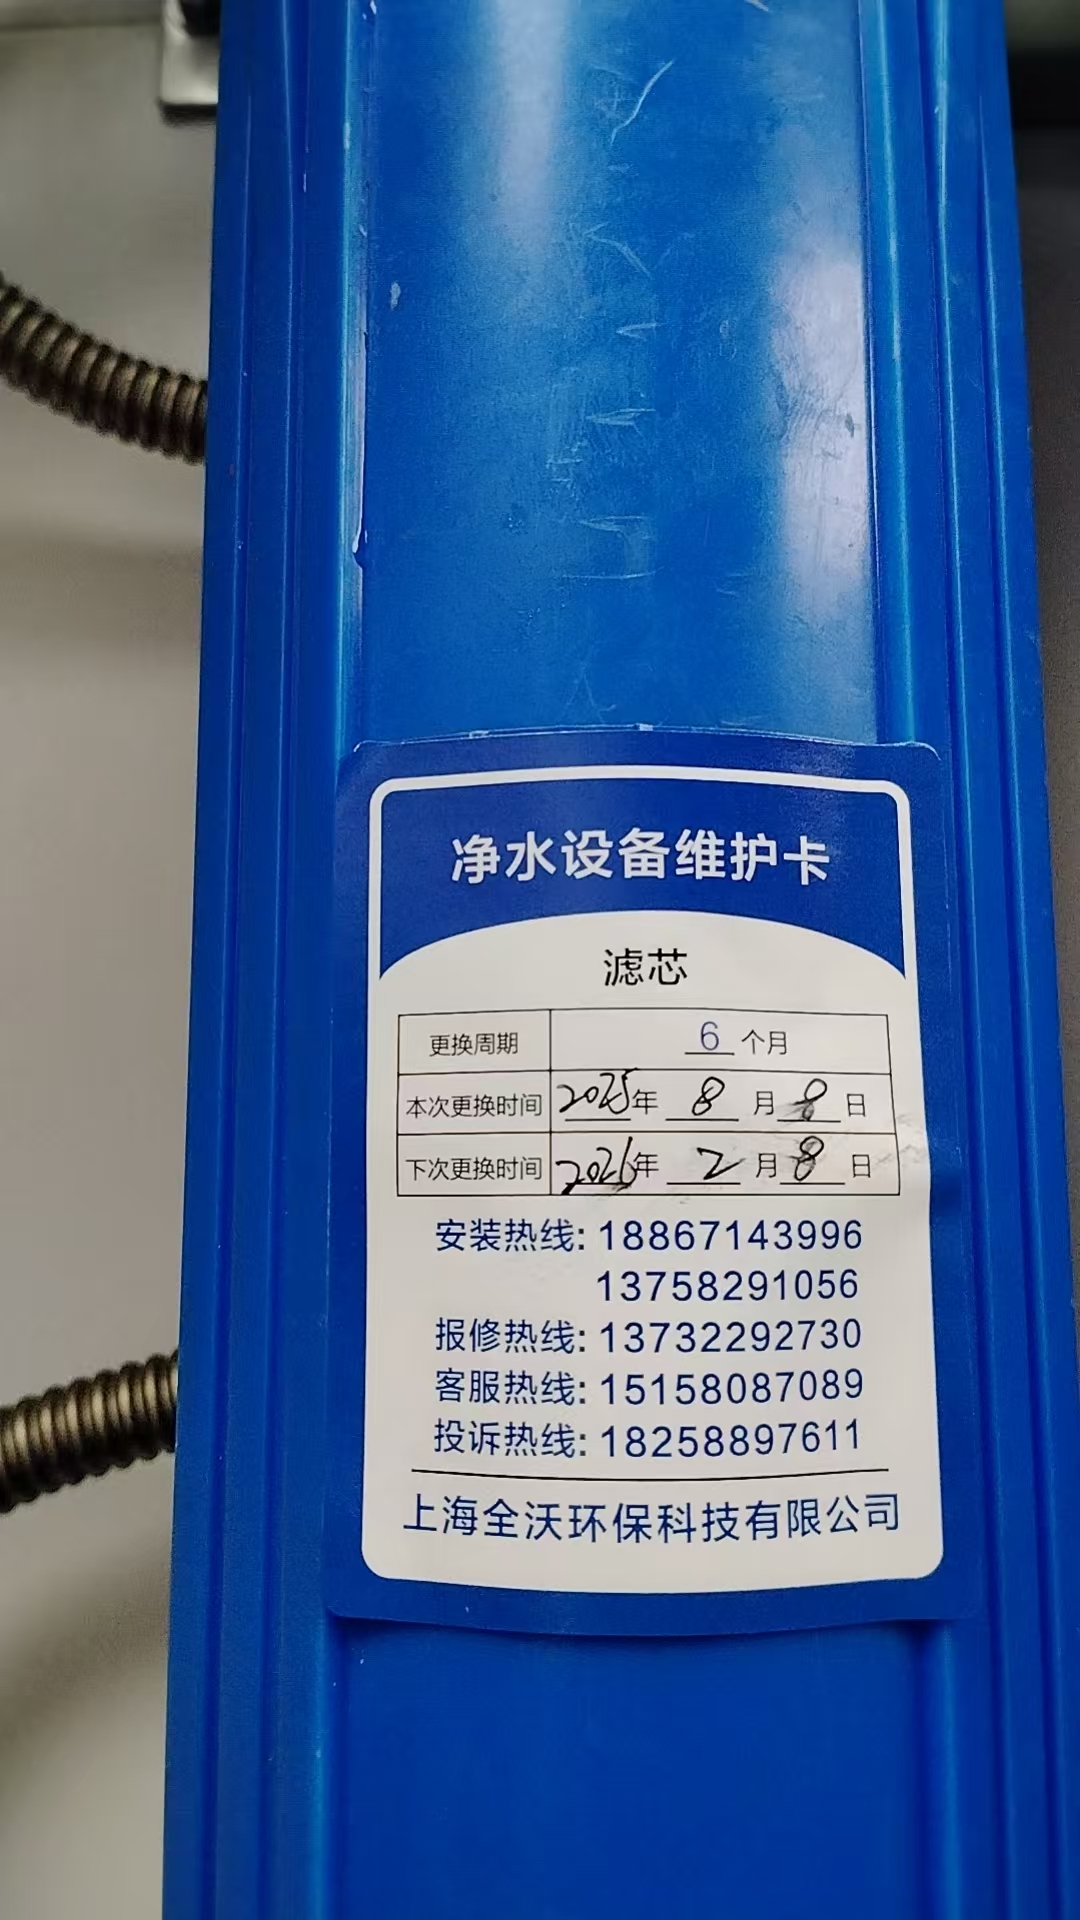 净水设备维护卡
滤芯
更换周期 6 个月
本次更换时间 2025年 8 月 8 日
下次更换时间 2026年 2 月 8 日
安装热线: 18867143996
13758291056
报修热线: 13732292730
客服热线: 15158087089
投诉热线: 18258897611
上海全沃环保科技有限公司